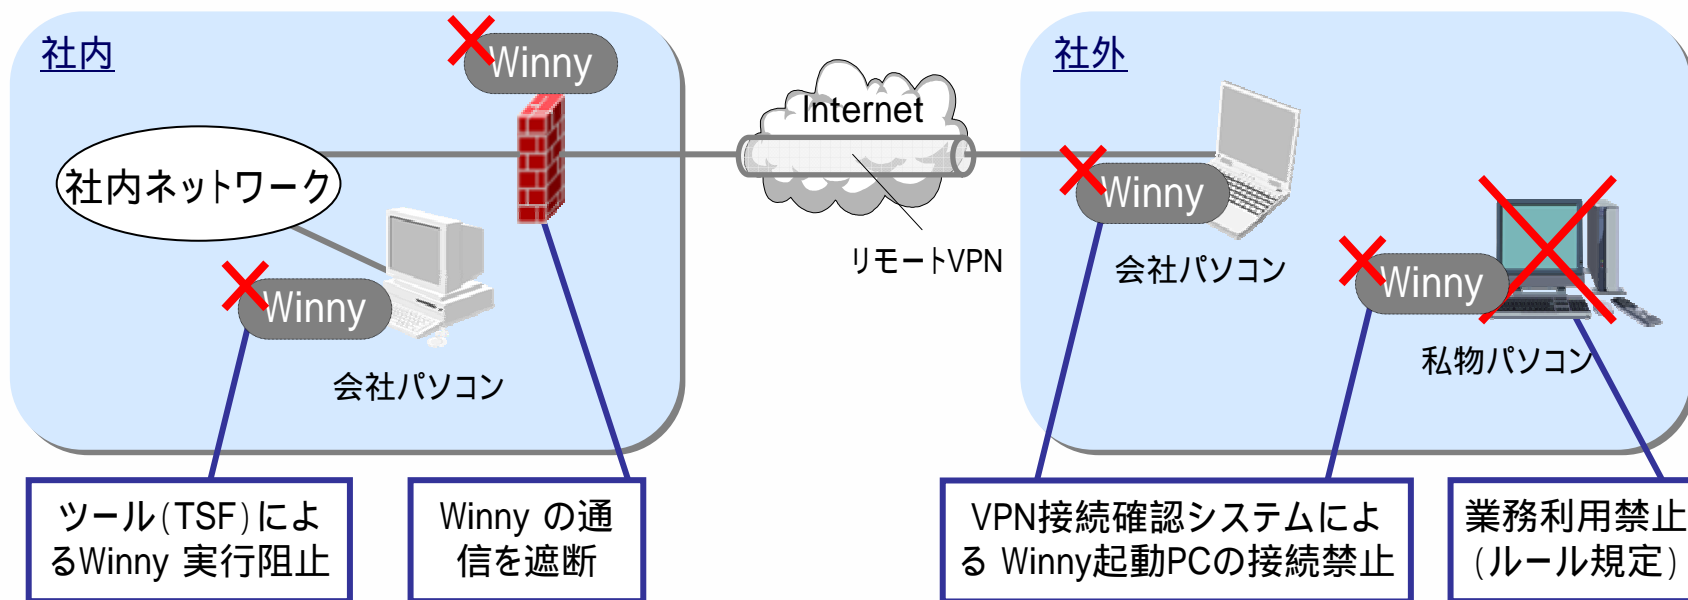 社内
Winny
Internet
社外
社内ネットワーク
Winny
リモートVPN
会社パソコン
Winny
Winny
会社パソコン
私物パソコン
ツール(TSF)によ
るWinny 実行阻止
Winny の通
信を遮断
VPN接続確認システムによ
る Winny起動PCの接続禁止
業務利用禁止
(ルール規定)